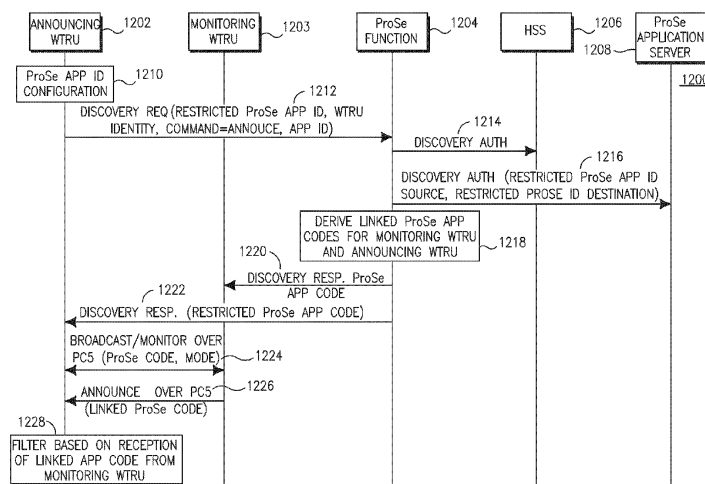 ANNOUNCING
WTRU
1202
MONITORING
WTRU
1203
ProSe
FUNCTION
1204
HSS
1206
ProSe
APPLICATION
SERVER
1208
1200
ProSe APP ID
CONFIGURATION
1210
1212
DISCOVERY REQ (RESTRICTED ProSe APP ID, WTRU
IDENTITY, COMMAND=ANNOUCE, APP ID)
1214
DISCOVERY AUTH
1216
DISCOVERY AUTH (RESTRICTED ProSe APP ID
SOURCE, RESTRICTED PROSE ID DESTINATION)
DERIVE LINKED ProSe APP
CODES FOR MONITORING WTRU
AND ANNOUNCING WTRU
1218
1220
DISCOVERY RESP. ProSe
APP CODE
1222
DISCOVERY RESP. (RESTRICTED ProSe APP CODE)
BROADCAST/MONITOR OVER
PC5 (ProSe CODE, MODE)
1224
ANNOUNCE OVER PC5
(LINKED ProSe CODE)
1226
1228
FILTER BASED ON RECEPTION
OF LINKED APP CODE FROM
MONITORING WTRU